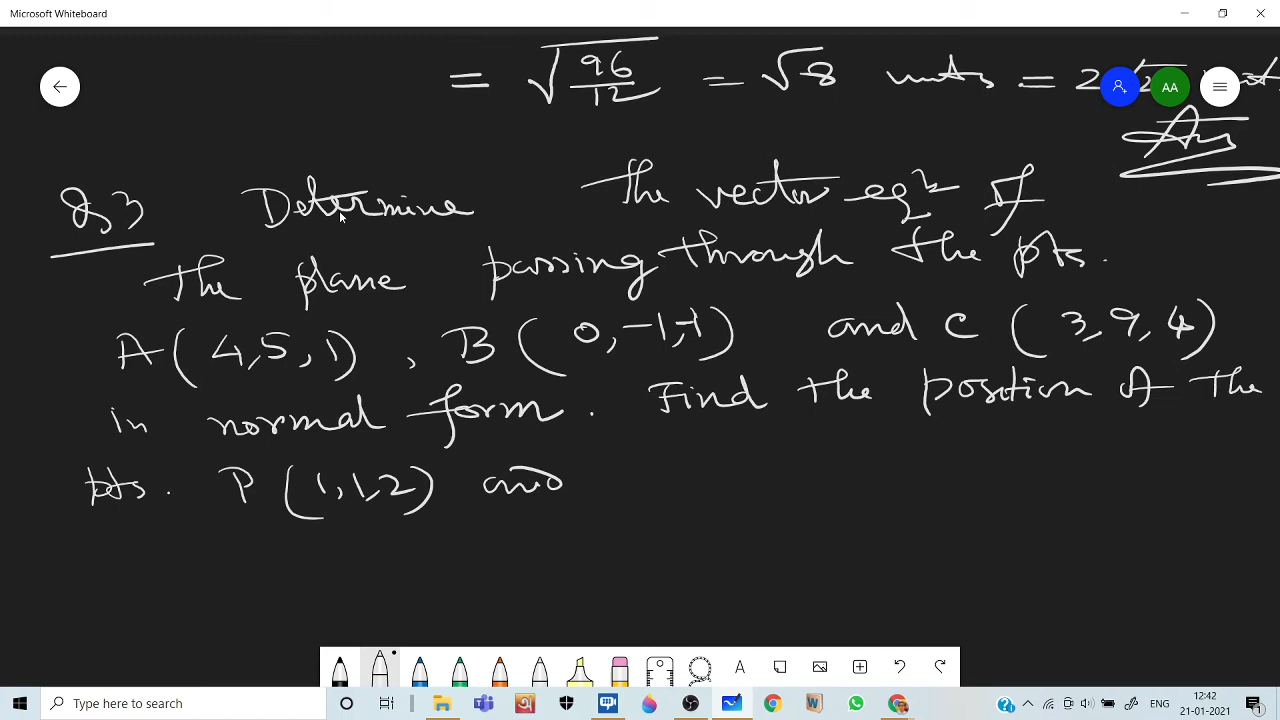 Microsoft Whiteboard
= √96/12 = √8 units = 2√2
Ans
AA
Q3 Determine the vector eqn of
the plane passing through the pts.
A(4,5,1), B(0,-1,-1) and C(3,9,4)
in normal form. Find the position of the
pts. P(1,1,2) and
Type here to search
ENG
12:42
21-01-2021